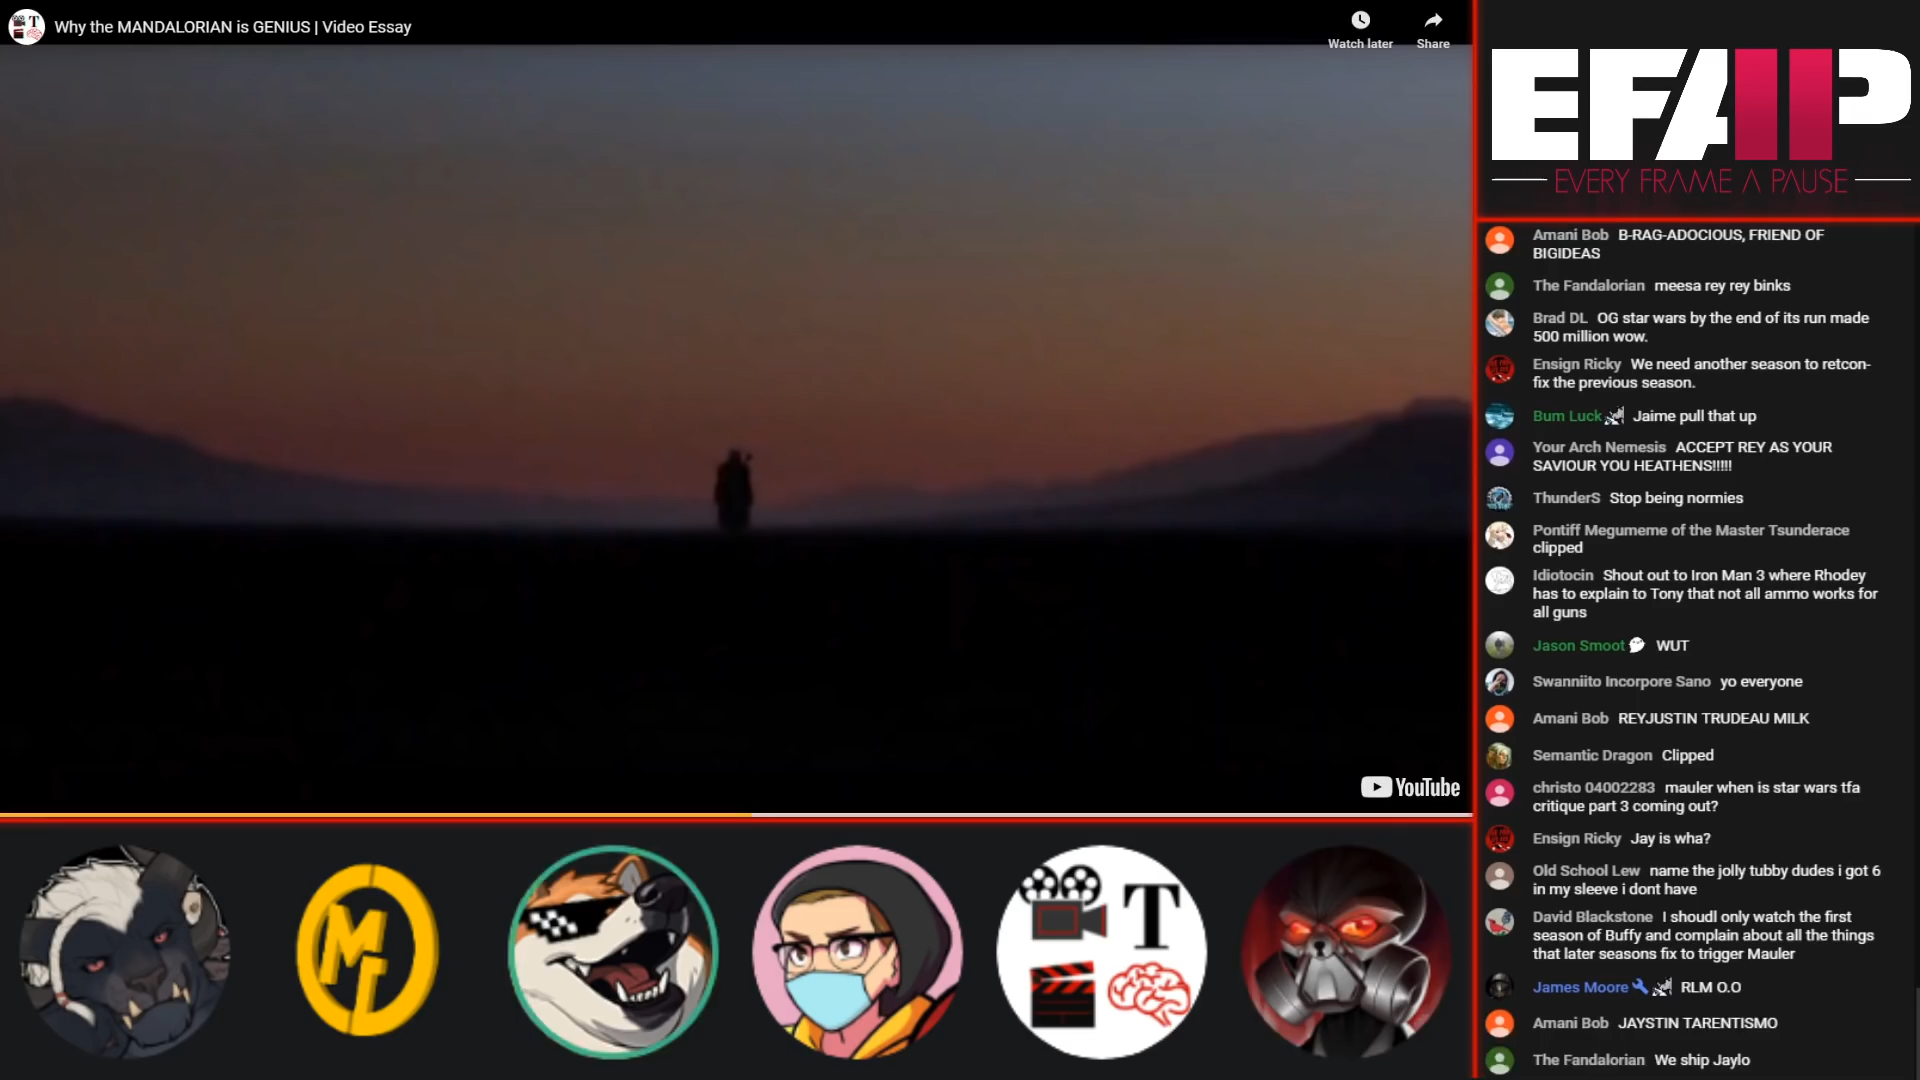 T
Why the MANDALORIAN is GENIUS | Video Essay
Watch later
Share
YouTube
EFAP
EVERY FRAME A PAUSE
Amani Bob B-RAG-ADOCIOUS, FRIEND OF
BIGIDEAS
The Fandalorian meesa rey rey binks
Brad DL OG star wars by the end of its run made
500 million wow.
Ensign Ricky We need another season to retcon-
fix the previous season.
Bum Luck Jaime pull that up
Your Arch Nemesis ACCEPT REY AS YOUR
SAVIOUR YOU HEATHENS!!!!!
ThunderS Stop being normies
Pontiff Megumeme of the Master Tsunderace
clipped
Idiotocin Shout out to Iron Man 3 where Rhodey
has to explain to Tony that not all ammo works for
all guns
Jason Smoot WUT
Swanniito Incorpore Sano yo everyone
Amani Bob REYJUSTIN TRUDEAU MILK
Semantic Dragon Clipped
christo 04002283 mauler when is star wars tfa
critique part 3 coming out?
Ensign Ricky Jay is wha?
Old School Lew name the jolly tubby dudes i got 6
in my sleeve i dont have
David Blackstone I shoudl only watch the first
season of Buffy and complain about all the things
that later seasons fix to trigger Mauler
James Moore RLM O.O
Amani Bob JAYSTIN TARENTISMO
The Fandalorian We ship Jaylo
T